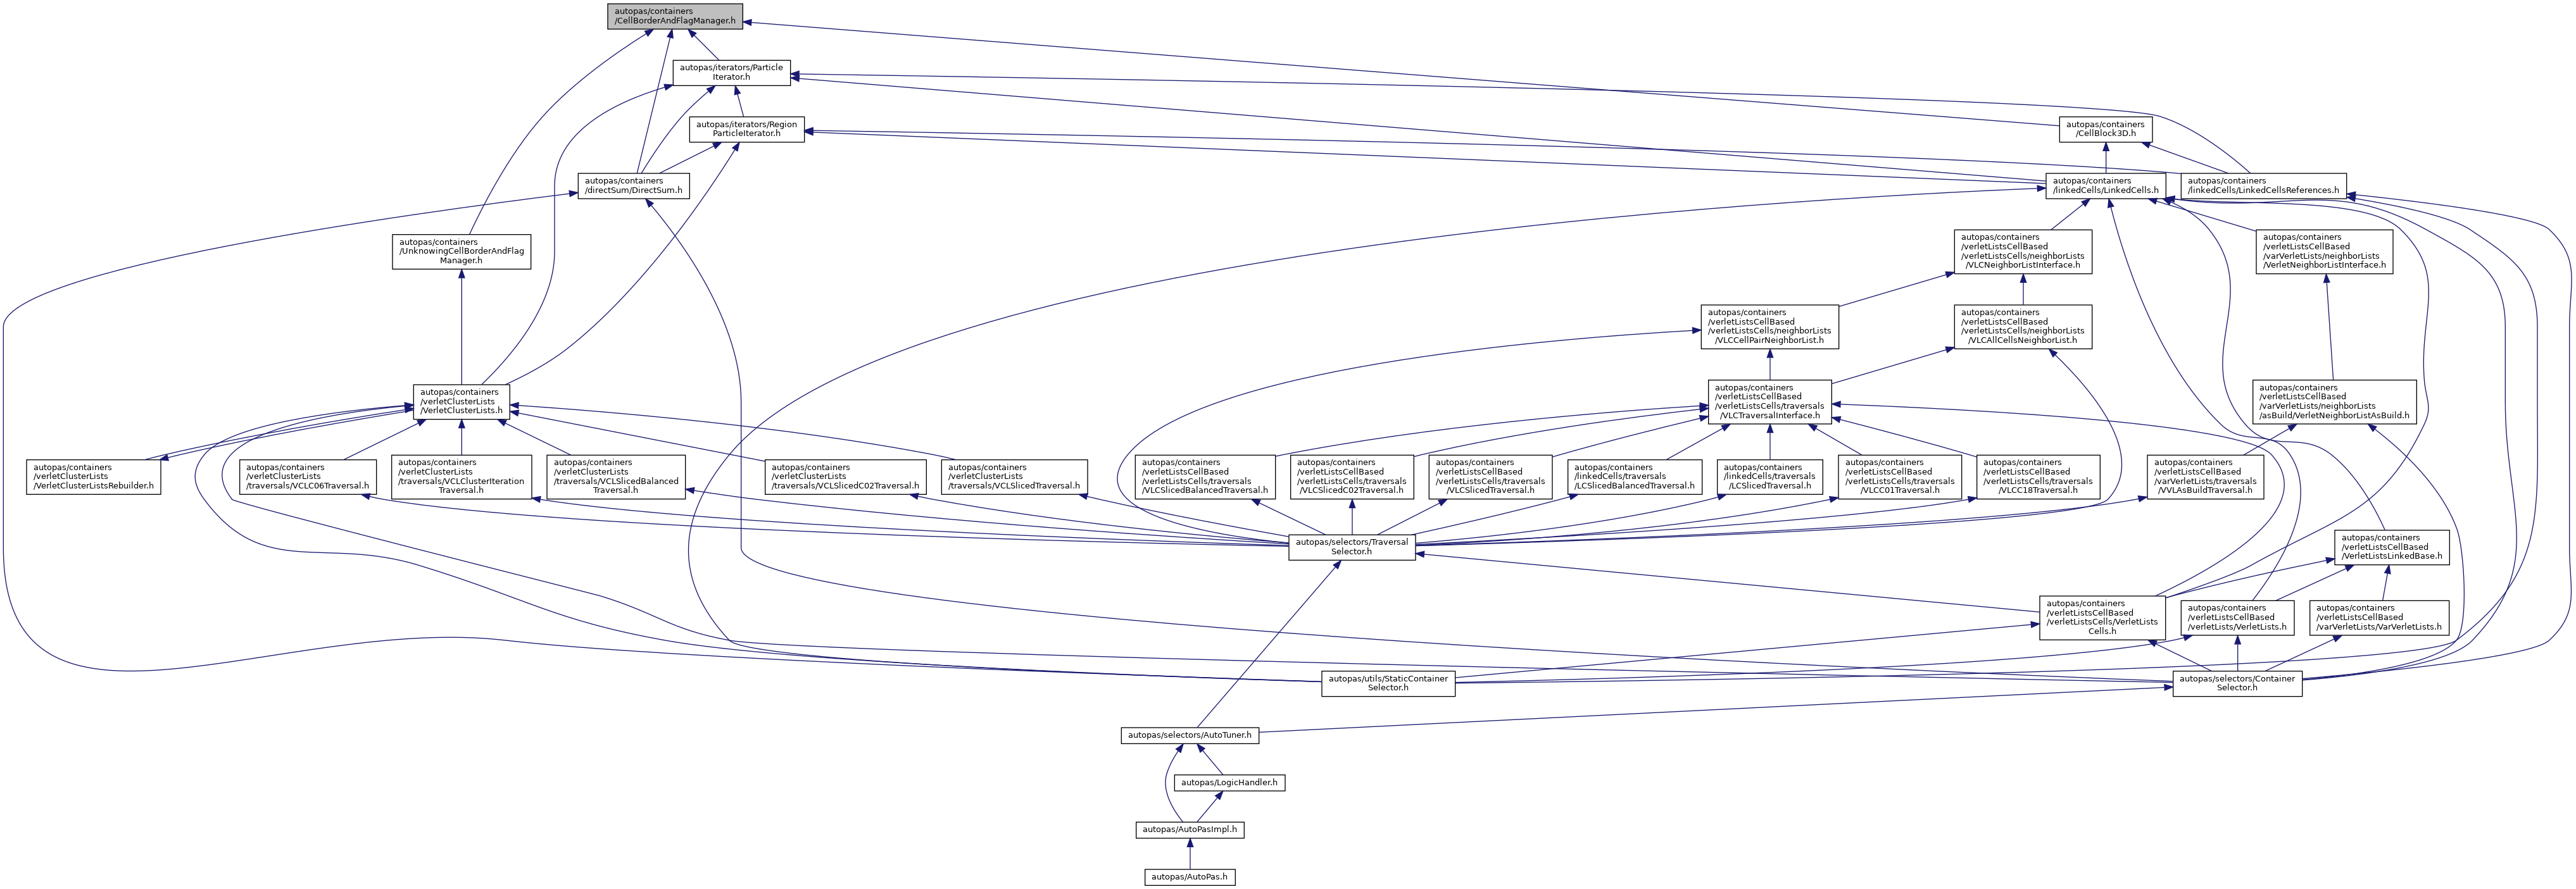 autopas/containers
/CellBorderAndFlagManager.h
autopas/iterators/Particle
Iterator.h
autopas/iterators/Region
ParticleIterator.h
autopas/containers
/CellBlock3D.h
autopas/containers
/directSum/DirectSum.h
autopas/containers
/linkedCells/LinkedCells.h
autopas/containers
/linkedCells/LinkedCellsReferences.h
autopas/containers
/UnknowingCellBorderAndFlag
Manager.h
autopas/containers
/verletListsCellBased
/verletListsCells/neighborLists
/VLCNeighborListInterface.h
autopas/containers
/verletListsCellBased
/varVerletLists/neighborLists
/VerletNeighborListInterface.h
autopas/containers
/verletListsCellBased
/verletListsCells/neighborLists
/VLCCellPairNeighborList.h
autopas/containers
/verletListsCellBased
/verletListsCells/neighborLists
/VLCAllCellsNeighborList.h
autopas/containers
/verletClusterLists
/VerletClusterLists.h
autopas/containers
/verletListsCellBased
/verletListsCells/traversals
/VLCTraversalInterface.h
autopas/containers
/verletListsCellBased
/varVerletLists/neighborLists
/asBuild/VerletNeighborListAsBuild.h
autopas/containers
/verletClusterLists
/VerletClusterListsRebuilder.h
autopas/containers
/verletClusterLists
/traversals/VCLC06Traversal.h
autopas/containers
/verletClusterLists
/traversals/VCLClusterIteration
Traversal.h
autopas/containers
/verletClusterLists
/traversals/VCLSlicedBalanced
Traversal.h
autopas/containers
/verletClusterLists
/traversals/VCLSlicedC02Traversal.h
autopas/containers
/verletClusterLists
/traversals/VCLSlicedTraversal.h
autopas/containers
/verletListsCellBased
/verletListsCells/traversals
/VLCSlicedBalancedTraversal.h
autopas/containers
/verletListsCellBased
/verletListsCells/traversals
/VLCSlicedC02Traversal.h
autopas/containers
/verletListsCellBased
/verletListsCells/traversals
/VLCSlicedTraversal.h
autopas/containers
/linkedCells/traversals
/LCSlicedBalancedTraversal.h
autopas/containers
/linkedCells/traversals
/LCSlicedTraversal.h
autopas/containers
/verletListsCellBased
/verletListsCells/traversals
/VLCC01Traversal.h
autopas/containers
/verletListsCellBased
/verletListsCells/traversals
/VLCC18Traversal.h
autopas/containers
/verletListsCellBased
/varVerletLists/traversals
/VVLAsBuildTraversal.h
autopas/selectors/Traversal
Selector.h
autopas/containers
/verletListsCellBased
/VerletListsLinkedBase.h
autopas/containers
/verletListsCellBased
/verletListsCells/VerletLists
Cells.h
autopas/containers
/verletListsCellBased
/verletLists/VerletLists.h
autopas/containers
/verletListsCellBased
/varVerletLists/VarVerletLists.h
autopas/utils/StaticContainer
Selector.h
autopas/selectors/Container
Selector.h
autopas/selectors/AutoTuner.h
autopas/LogicHandler.h
autopas/AutoPasImpl.h
autopas/AutoPas.h